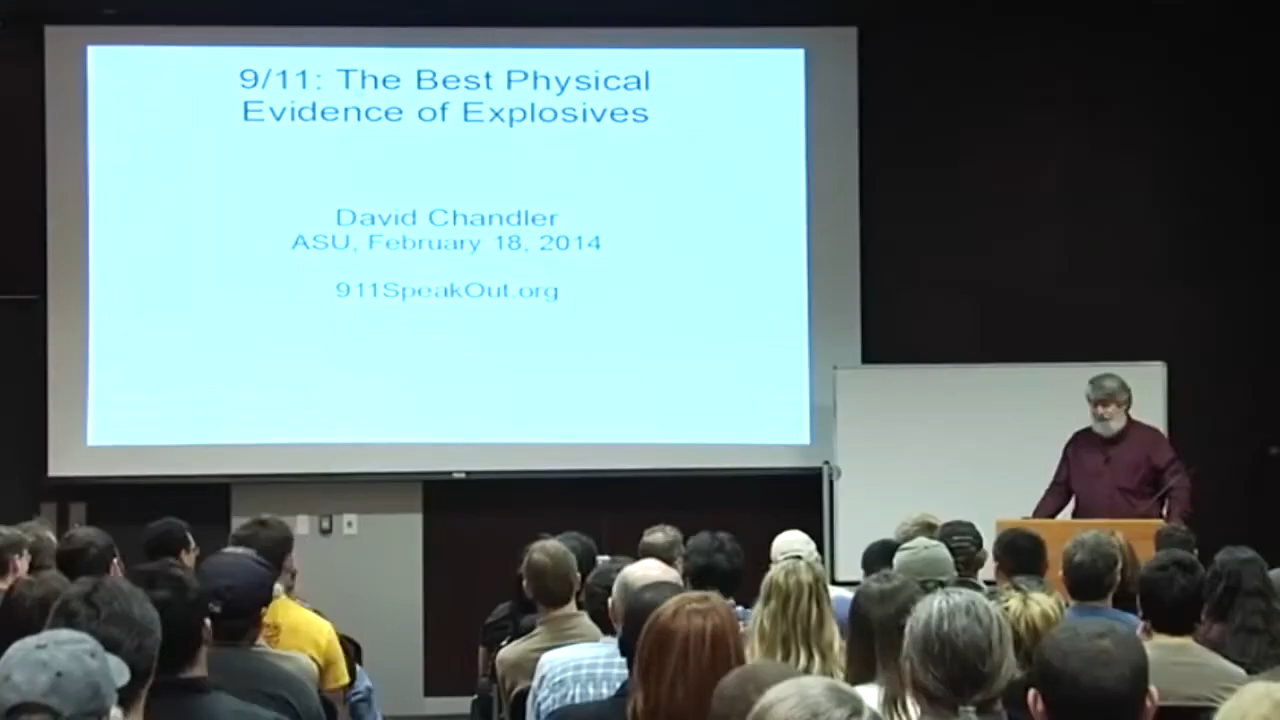 9/11: The Best Physical
Evidence of Explosives
David Chandler
ASU, February 18, 2014
911SpeakOut.org